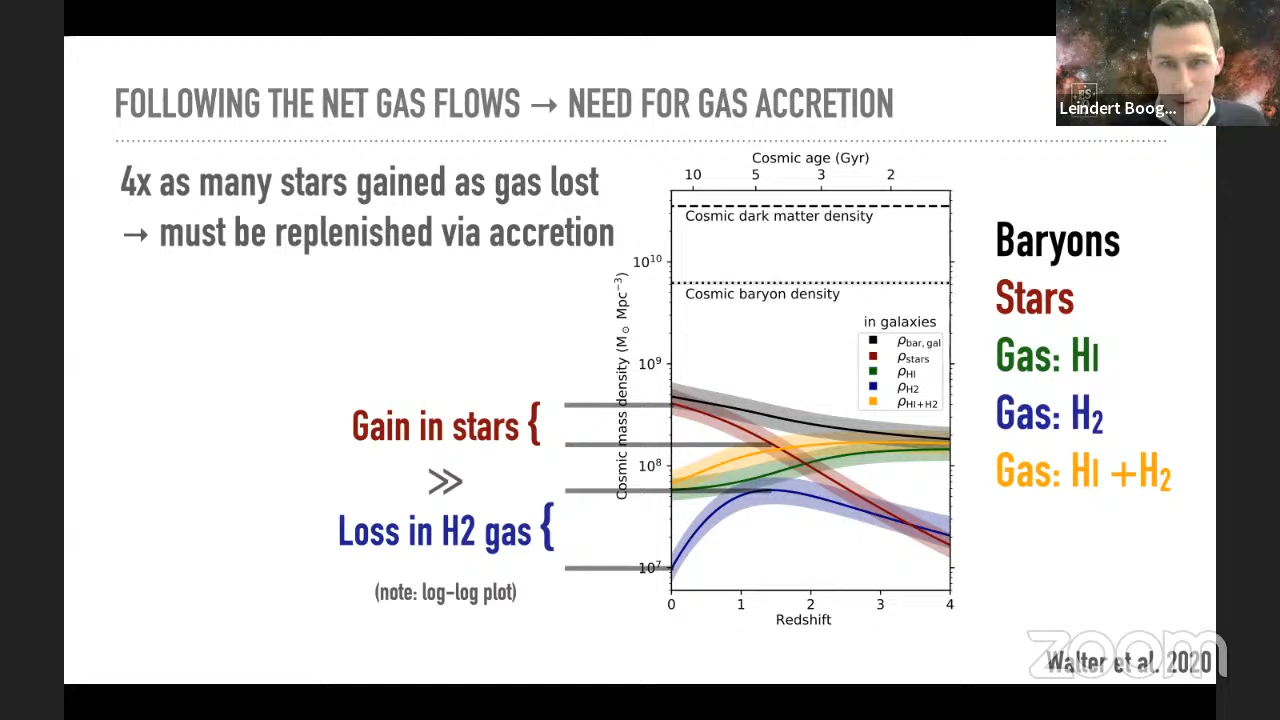 Leindert Boog...
FOLLOWING THE NET GAS FLOWS → NEED FOR GAS ACCRETION
4x as many stars gained as gas lost
→ must be replenished via accretion
Cosmic age (Gyr)
10 5 3 2
Cosmic dark matter density
10¹⁰
Cosmic baryon density
in galaxies
ρbar, gal
ρstars
ρHI
ρH2
ρHI+H2
10⁹
10⁸
10⁷
Cosmic mass density (M⊙ Mpc⁻³)
0 1 2 3 4
Redshift
Gain in stars {
≫
Loss in H2 gas {
(note: log-log plot)
Baryons
Stars
Gas: HI
Gas: H₂
Gas: HI +H₂
Walter et al. 2020
zoom